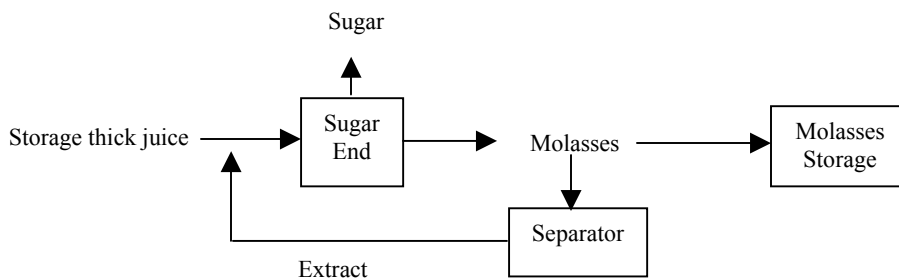 Sugar
Storage thick juice
Sugar
End
Molasses
Molasses
Storage
Separator
Extract